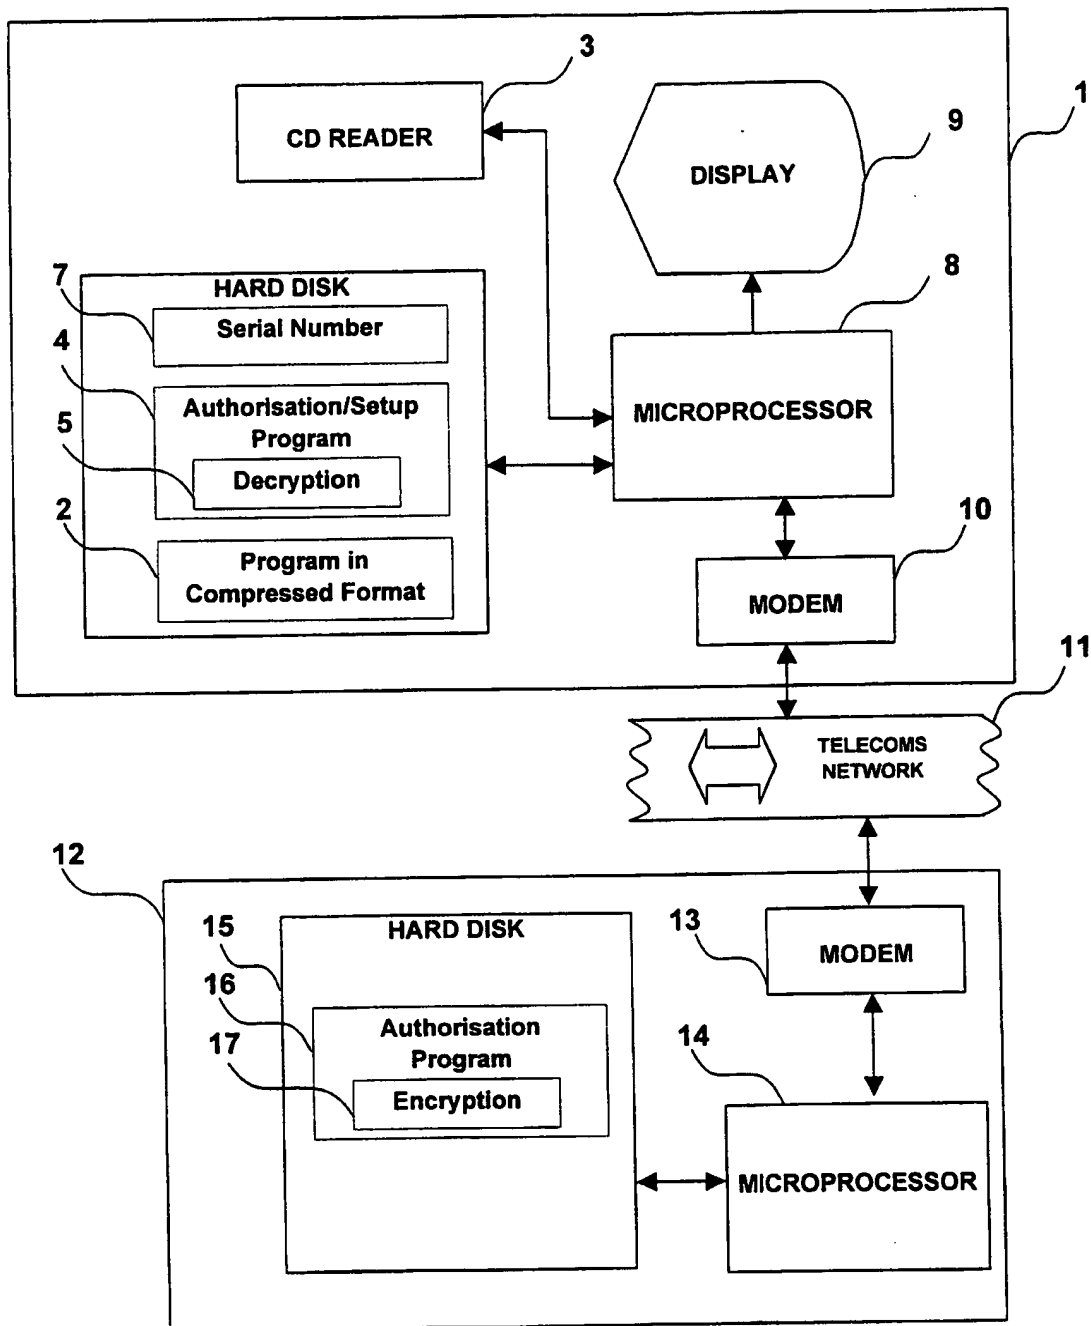 3
1
CD READER
9
DISPLAY
8
7
HARD DISK
Serial Number
4
Authorisation/Setup
Program
MICROPROCESSOR
5
Decryption
2
10
Program in
Compressed Format
MODEM
11
TELECOMS
NETWORK
12
15
HARD DISK
13
MODEM
16
Authorisation
Program
17
14
Encryption
MICROPROCESSOR